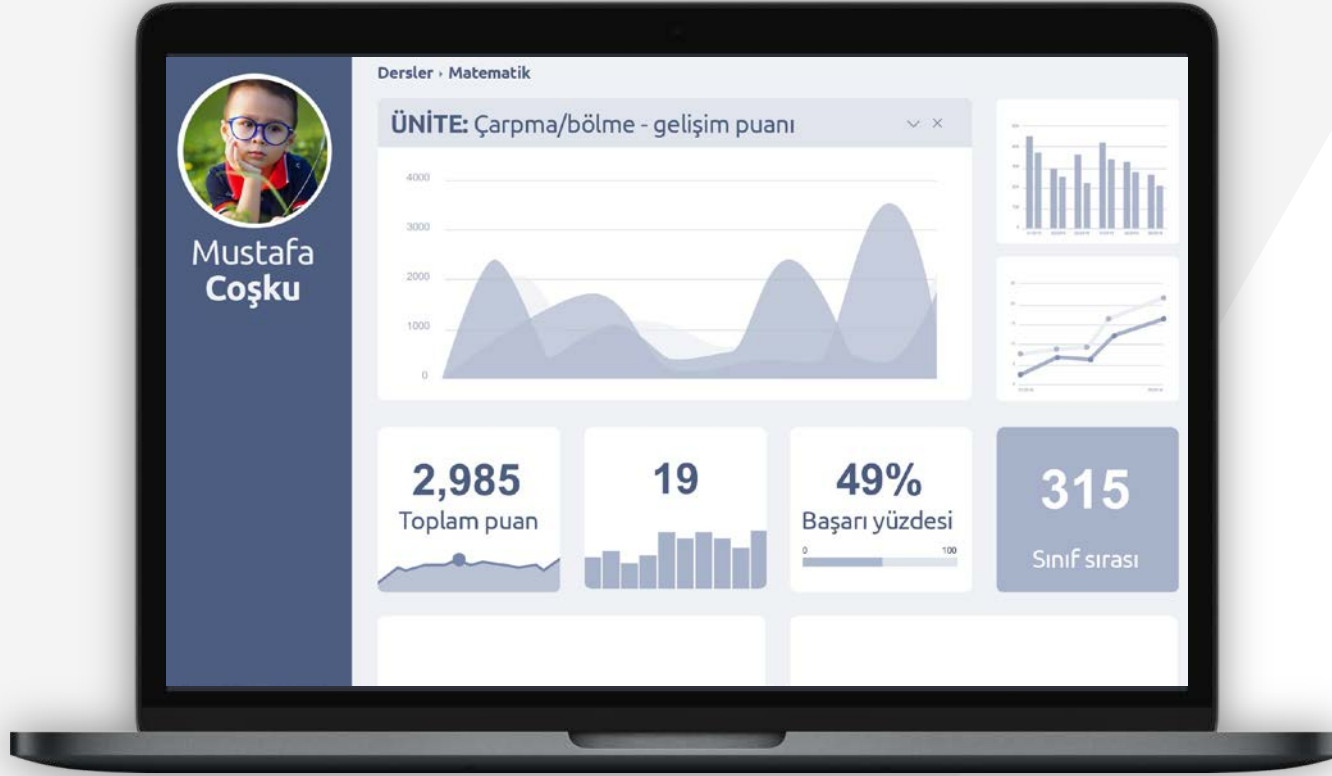 Dersler › Matematik
ÜNİTE: Çarpma/bölme - gelişim puanı
4000
3000
2000
1000
0
Mustafa
Coşku
2,985
Toplam puan
19
49%
Başarı yüzdesi
0 100
315
Sınıf sırası